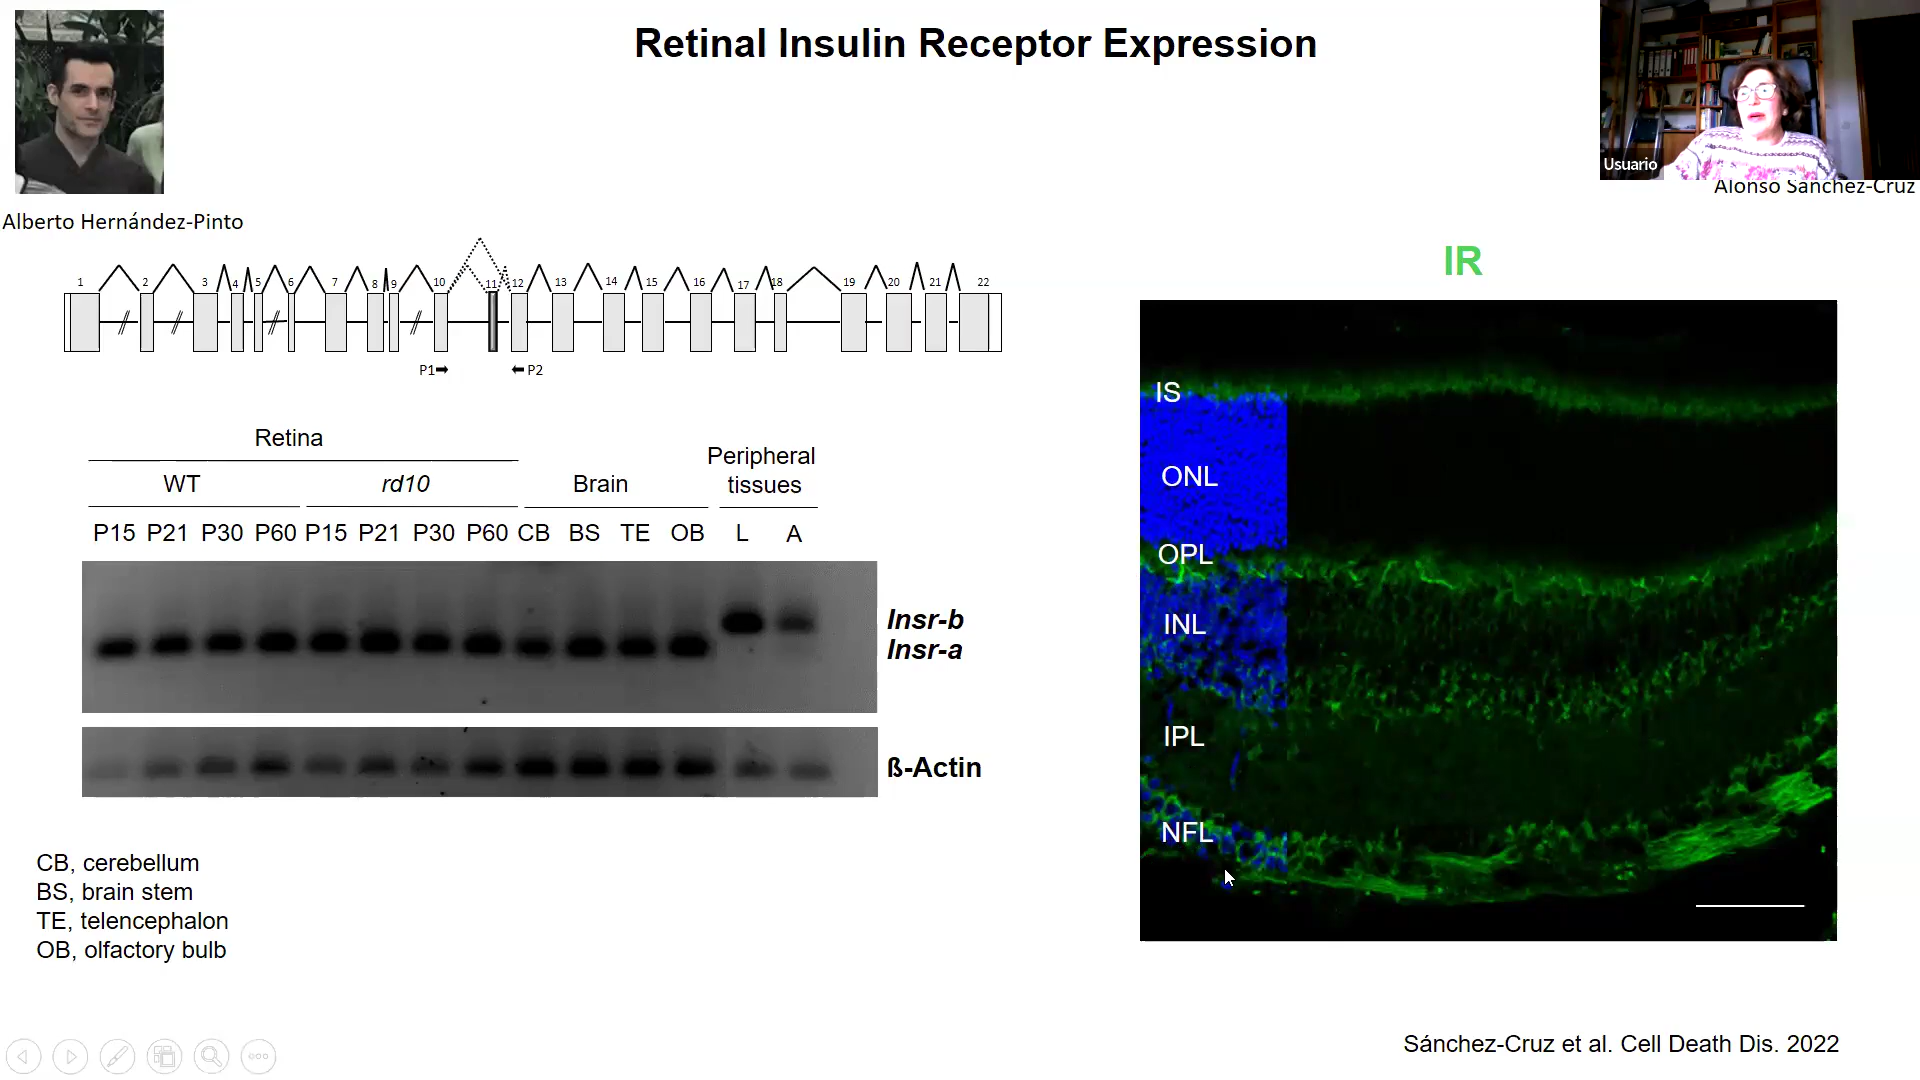 Retinal Insulin Receptor Expression
Usuario
Alonso Sánchez-Cruz
Alberto Hernández-Pinto
IR
1 2 3 4 5 6 7 8 9 10 11 12 13 14 15 16 17 18 19 20 21 22
P1 P2
Retina
Peripheral
tissues
WT rd10 Brain
P15 P21 P30 P60 P15 P21 P30 P60 CB BS TE OB L A
Insr-b
Insr-a
ß-Actin
IS
ONL
OPL
INL
IPL
NFL
CB, cerebellum
BS, brain stem
TE, telencephalon
OB, olfactory bulb
Sánchez-Cruz et al. Cell Death Dis. 2022